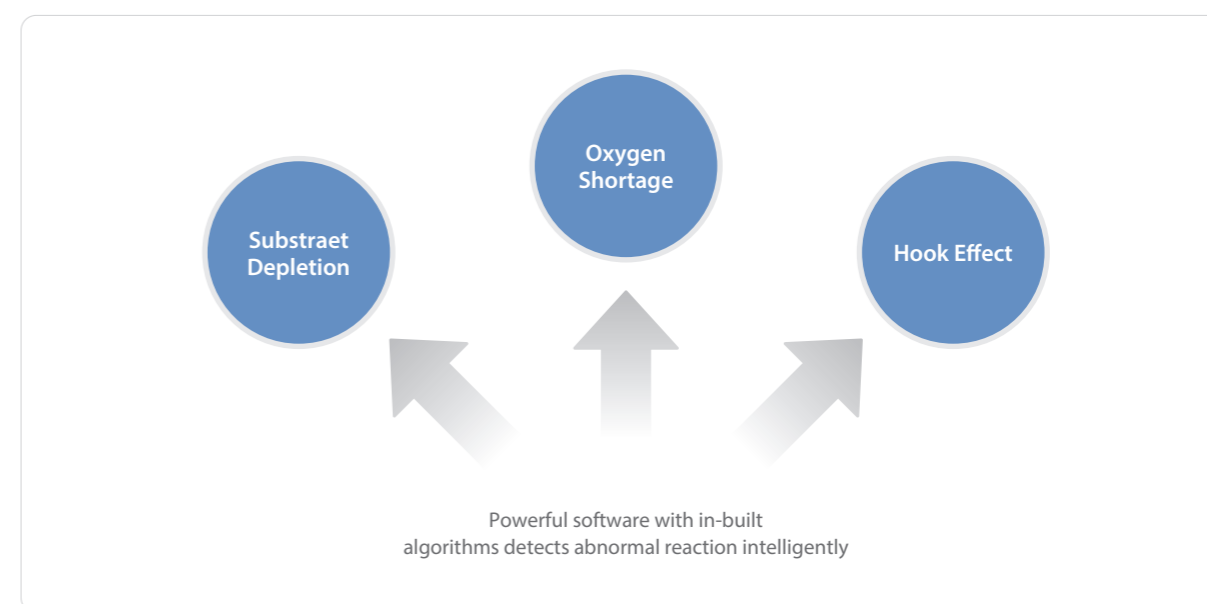 Substraet
Depletion
Oxygen
Shortage
Hook Effect
Powerful software with in-built
algorithms detects abnormal reaction intelligently